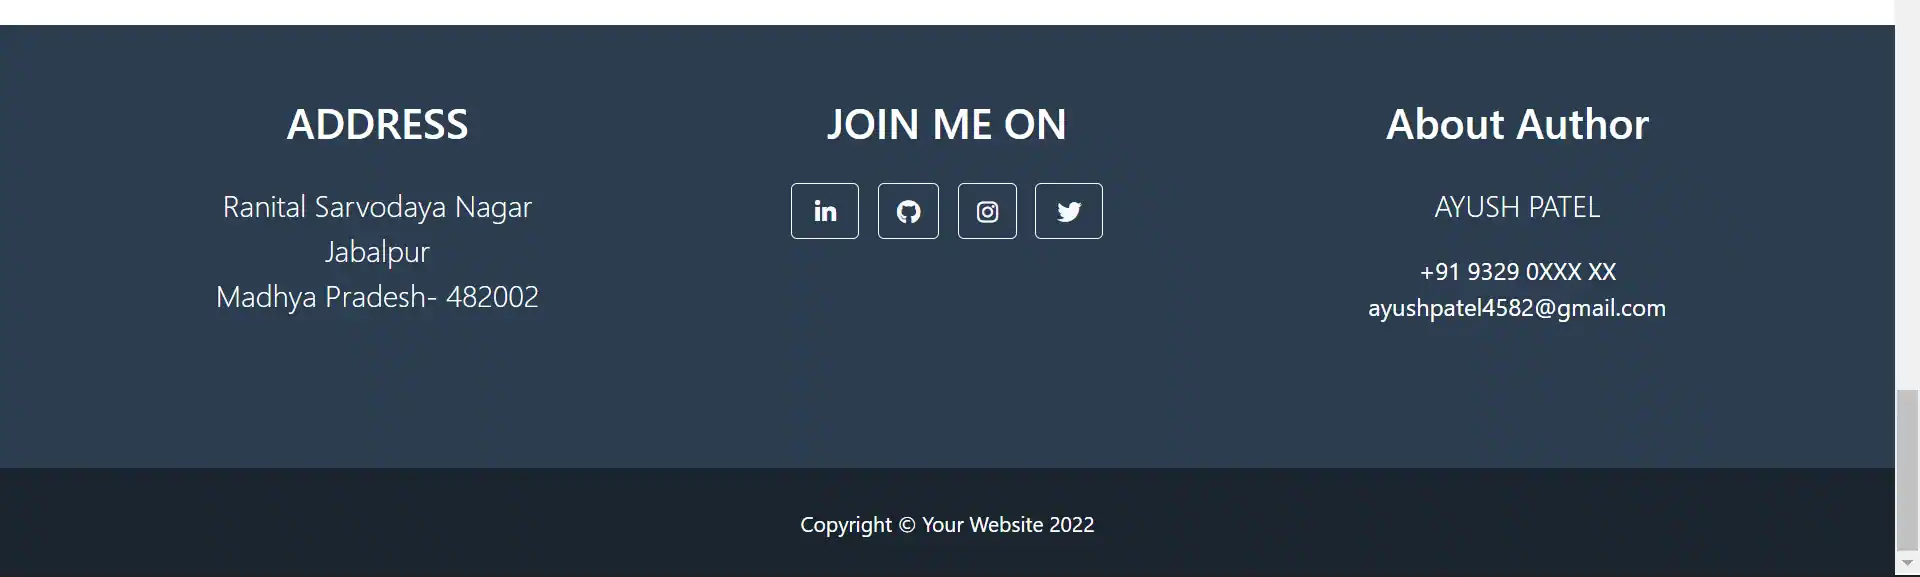 ADDRESS
Ranital Sarvodaya Nagar
Jabalpur
Madhya Pradesh- 482002
JOIN ME ON
in
About Author
AYUSH PATEL
+91 9329 0XXX XX
ayushpatel4582@gmail.com
Copyright © Your Website 2022